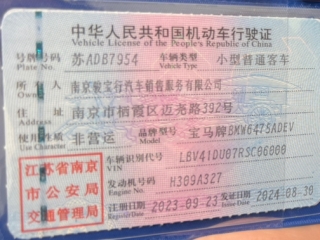 中华人民共和国机动车行驶证
Vehicle License of the People's Republic of China
号牌号码 苏ADB7954 车辆类型 小型普通客车
Plate No. Vehicle Type
所有人 南京骏宝行汽车销售服务有限公司
Owner
住址 南京市栖霞区迈尧路392号
Address
使用性质 非营运 品牌型号 宝马牌BMW6475ADEV
Use Character Model
江苏省南京市公安局交通管理局
车辆识别代号 L6V41DU07RSC06000
VIN
发动机号码 H309A327
Engine No.
注册日期 2023-09-23 发证日期 2024-08-30
Register Date Issue Date